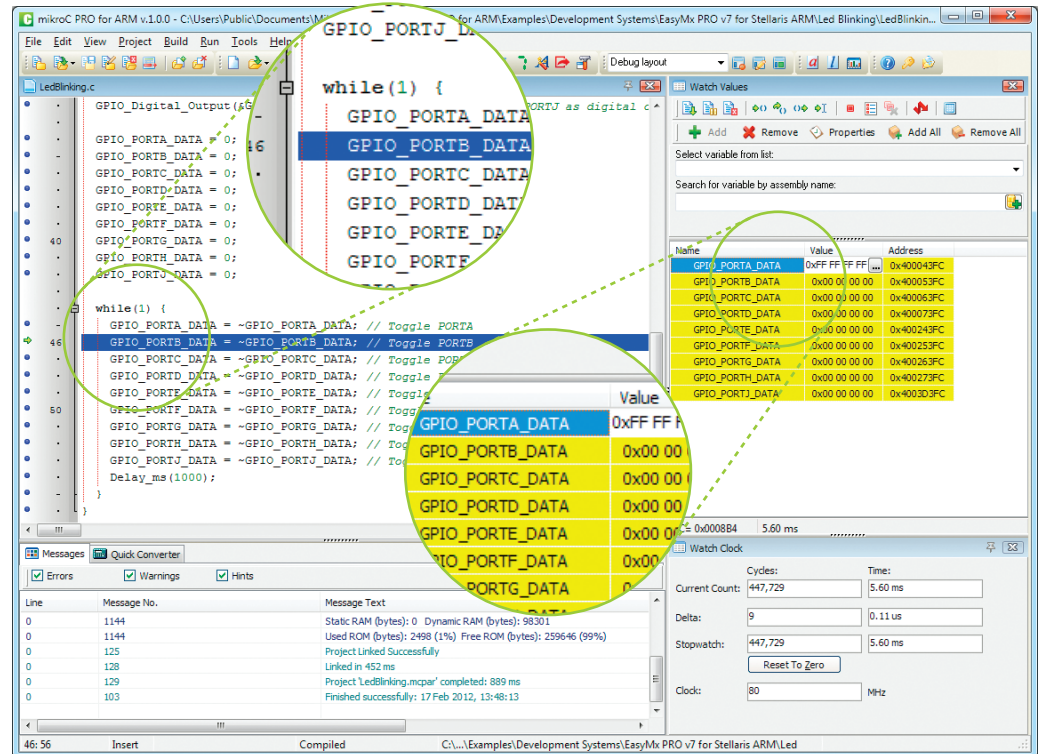 mikroC PRO for ARM v.1.0.0 - C:\Users\Public\Documents\Mi for ARM\Examples\Development Systems\EasyMx PRO v7 for Stellaris ARM\Led Blinking\LedBlinkin...
File Edit View Project Build Run Tools Help
Debug layout
LedBlinking.c
GPIO_Digital_Output(&G PORTJ as digital
GPIO_PORTA_DATA = 0;
GPIO_PORTB_DATA = 0;
GPIO_PORTC_DATA = 0;
GPIO_PORTD_DATA = 0;
GPIO_PORTE_DATA = 0;
GPIO_PORTF_DATA = 0;
40 GPIO_PORTG_DATA = 0;
GPIO_PORTH_DATA = 0;
GPIO_PORTJ_DATA = 0;
while(1) {
GPIO_PORTA_DATA = ~GPIO_PORTA_DATA; // Toggle PORTA
46 GPIO_PORTB_DATA = ~GPIO_PORTB_DATA; // Toggle PORTB
GPIO_PORTC_DATA = ~GPIO_PORTC_DATA; // Toggle POR
GPIO_PORTD_DATA = ~GPIO_PORTD_DATA; // Toggle
GPIO_PORTE_DATA = ~GPIO_PORTE_DATA; // Toggl
50 GPIO_PORTF_DATA = ~GPIO_PORTF_DATA; // Togg
GPIO_PORTG_DATA = ~GPIO_PORTG_DATA; // Tog
GPIO_PORTH_DATA = ~GPIO_PORTH_DATA; // Tog
GPIO_PORTJ_DATA = ~GPIO_PORTJ_DATA; // To
Delay_ms(1000);
}
}
GPIO_PORTJ_D
while(1) {
GPIO_PORTA_DATA
46 GPIO_PORTB_DATA
GPIO_PORTC_DATA
GPIO_PORTD_DAT
GPIO_PORTE_DA
GPIO_PORTF
Watch Values
Add Remove Properties Add All Remove All
Select variable from list:
Search for variable by assembly name:
Name Value Address
GPIO_PORTA_DATA 0xFF FF FF FF ... 0x400043FC
GPIO_PORTB_DATA 0x00 00 00 00 0x400053FC
GPIO_PORTC_DATA 0x00 00 00 00 0x400063FC
GPIO_PORTD_DATA 0x00 00 00 00 0x400073FC
GPIO_PORTE_DATA 0x00 00 00 00 0x400243FC
GPIO_PORTF_DATA 0x00 00 00 00 0x400253FC
GPIO_PORTG_DATA 0x00 00 00 00 0x400263FC
GPIO_PORTH_DATA 0x00 00 00 00 0x400273FC
GPIO_PORTJ_DATA 0x00 00 00 00 0x4003D3FC
Value
GPIO_PORTA_DATA 0xFF FF F
GPIO_PORTB_DATA 0x00 00
GPIO_PORTC_DATA 0x00 00
GPIO_PORTD_DATA 0x00 00
GPIO_PORTE_DATA 0x00 00
PIO_PORTF_DATA 0x00
PORTG_DATA
C= 0x0008B4 5.60 ms
Messages Quick Converter
Errors Warnings Hints
Line Message No. Message Text
0 1144 Static RAM (bytes): 0 Dynamic RAM (bytes): 98301
0 1144 Used ROM (bytes): 2498 (1%) Free ROM (bytes): 259646 (99%)
0 125 Project Linked Successfully
0 128 Linked in 452 ms
0 129 Project 'LedBlinking.mcpar' completed: 889 ms
0 103 Finished successfully: 17 Feb 2012, 13:48:13
Watch Clock
Cycles: Time:
Current Count: 447,729 5.60 ms
Delta: 9 0.11 us
Stopwatch: 447,729 5.60 ms
Reset To Zero
Clock: 80 MHz
46: 56 Insert Compiled C:\...\Examples\Development Systems\EasyMx PRO v7 for Stellaris ARM\Led